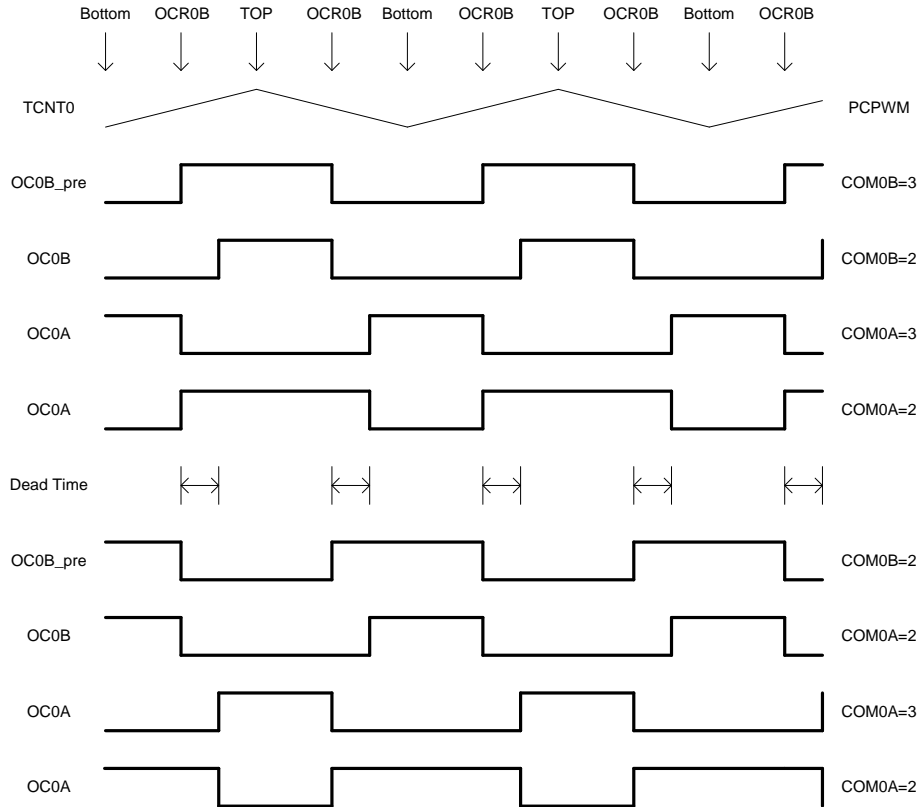 Bottom OCR0B TOP OCR0B Bottom OCR0B TOP OCR0B Bottom OCR0B
TCNT0 PCPWM
OC0B_pre COM0B=3
OC0B COM0B=2
OC0A COM0A=3
OC0A COM0A=2
Dead Time
OC0B_pre COM0B=2
OC0B COM0A=2
OC0A COM0A=3
OC0A COM0A=2